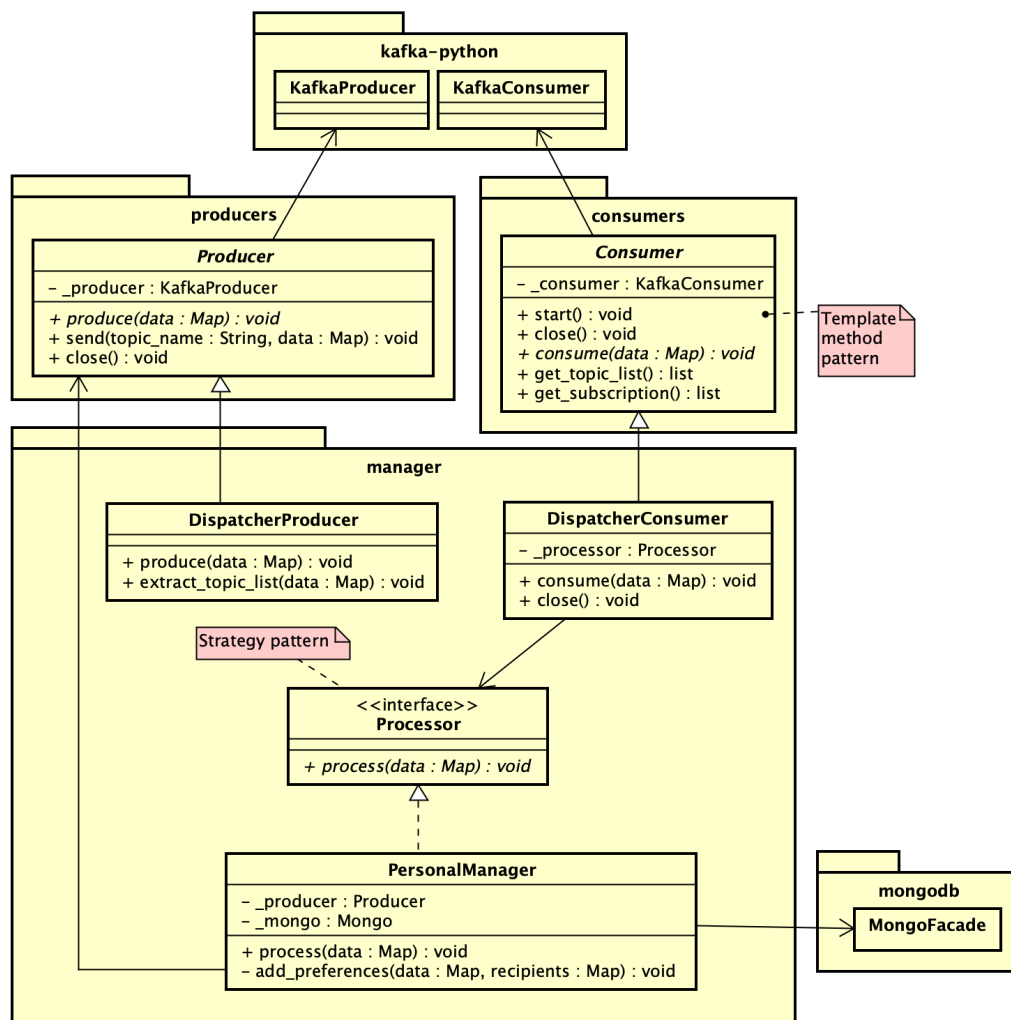 kafka-python
KafkaProducer
KafkaConsumer
producers
Producer
- _producer : KafkaProducer
+ produce(data : Map) : void
+ send(topic_name : String, data : Map) : void
+ close() : void
consumers
Consumer
- _consumer : KafkaConsumer
+ start() : void
+ close() : void
+ consume(data : Map) : void
+ get_topic_list() : list
+ get_subscription() : list
Template
method
pattern
manager
DispatcherProducer
+ produce(data : Map) : void
+ extract_topic_list(data : Map) : void
DispatcherConsumer
- _processor : Processor
+ consume(data : Map) : void
+ close() : void
Strategy pattern
<<interface>>
Processor
+ process(data : Map) : void
PersonalManager
- _producer : Producer
- _mongo : Mongo
+ process(data : Map) : void
- add_preferences(data : Map, recipients : Map) : void
mongodb
MongoFacade